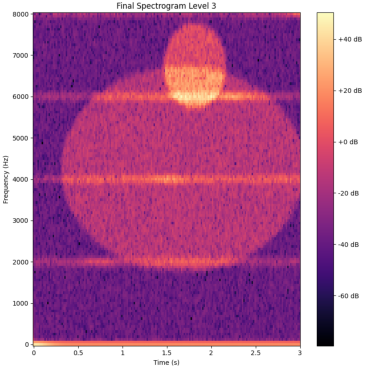 Final Spectrogram Level 3
Frequency (Hz)
8000
7000
6000
5000
4000
3000
2000
1000
0
0 0.5 1 1.5 2 2.5 3
Time (s)
+40 dB
+20 dB
+0 dB
-20 dB
-40 dB
-60 dB